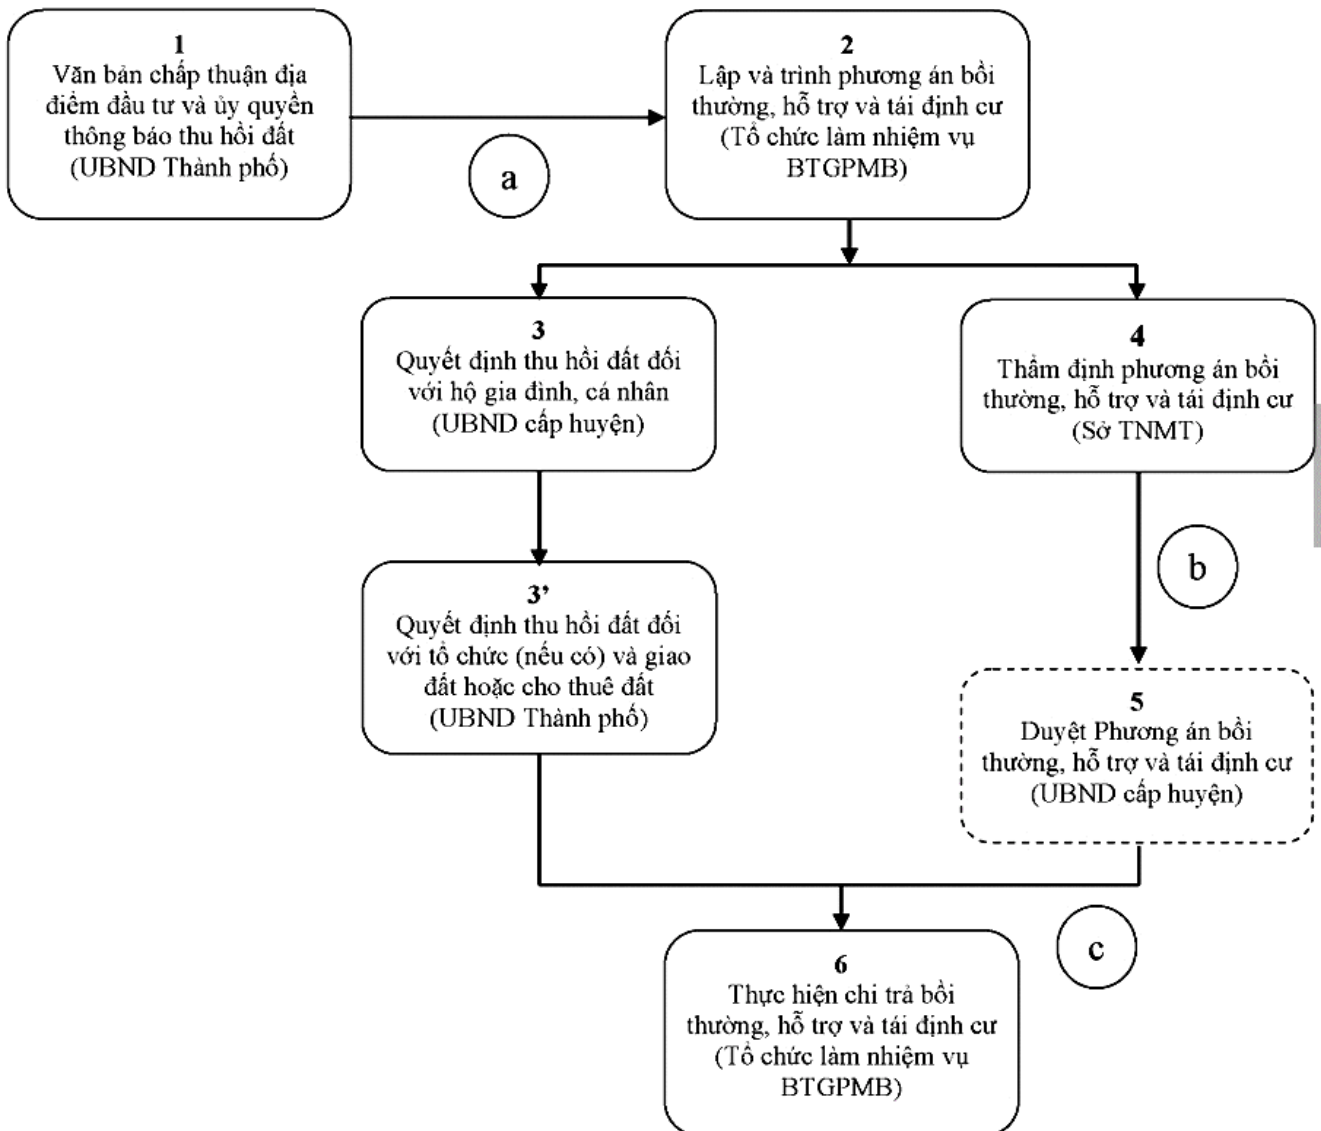 1
Văn bản chấp thuận địa
điểm đầu tư và ủy quyền
thông báo thu hồi đất
(UBND Thành phố)
2
Lập và trình phương án bồi
thường, hỗ trợ và tái định cư
(Tổ chức làm nhiệm vụ
BTGPMB)
a
3
Quyết định thu hồi đất đối
với hộ gia đình, cá nhân
(UBND cấp huyện)
4
Thẩm định phương án bồi
thường, hỗ trợ và tái định cư
(Sở TNMT)
b
3’
Quyết định thu hồi đất đối
với tổ chức (nếu có) và giao
đất hoặc cho thuê đất
(UBND Thành phố)
5
Duyệt Phương án bồi
thường, hỗ trợ và tái định cư
(UBND cấp huyện)
c
6
Thực hiện chi trả bồi
thường, hỗ trợ và tái định cư
(Tổ chức làm nhiệm vụ
BTGPMB)